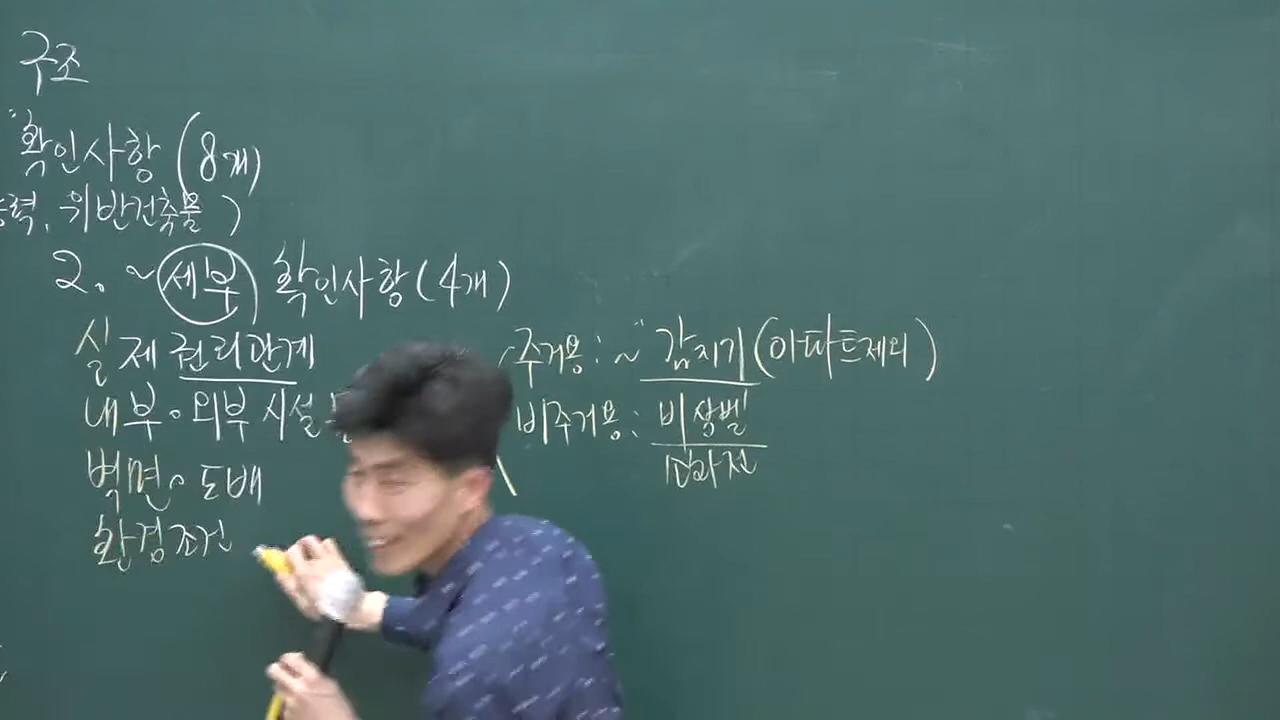 구조
확인사항 (8개)
력, 위반건축물 )
2. ~ 세부 확인사항 (4개)
실제 권리관계
내부·외부 시설
벽면·도배
환경조건
주거용 : ~ 감지기 (아파트제외)
비주거용 : 비상벨
소화전